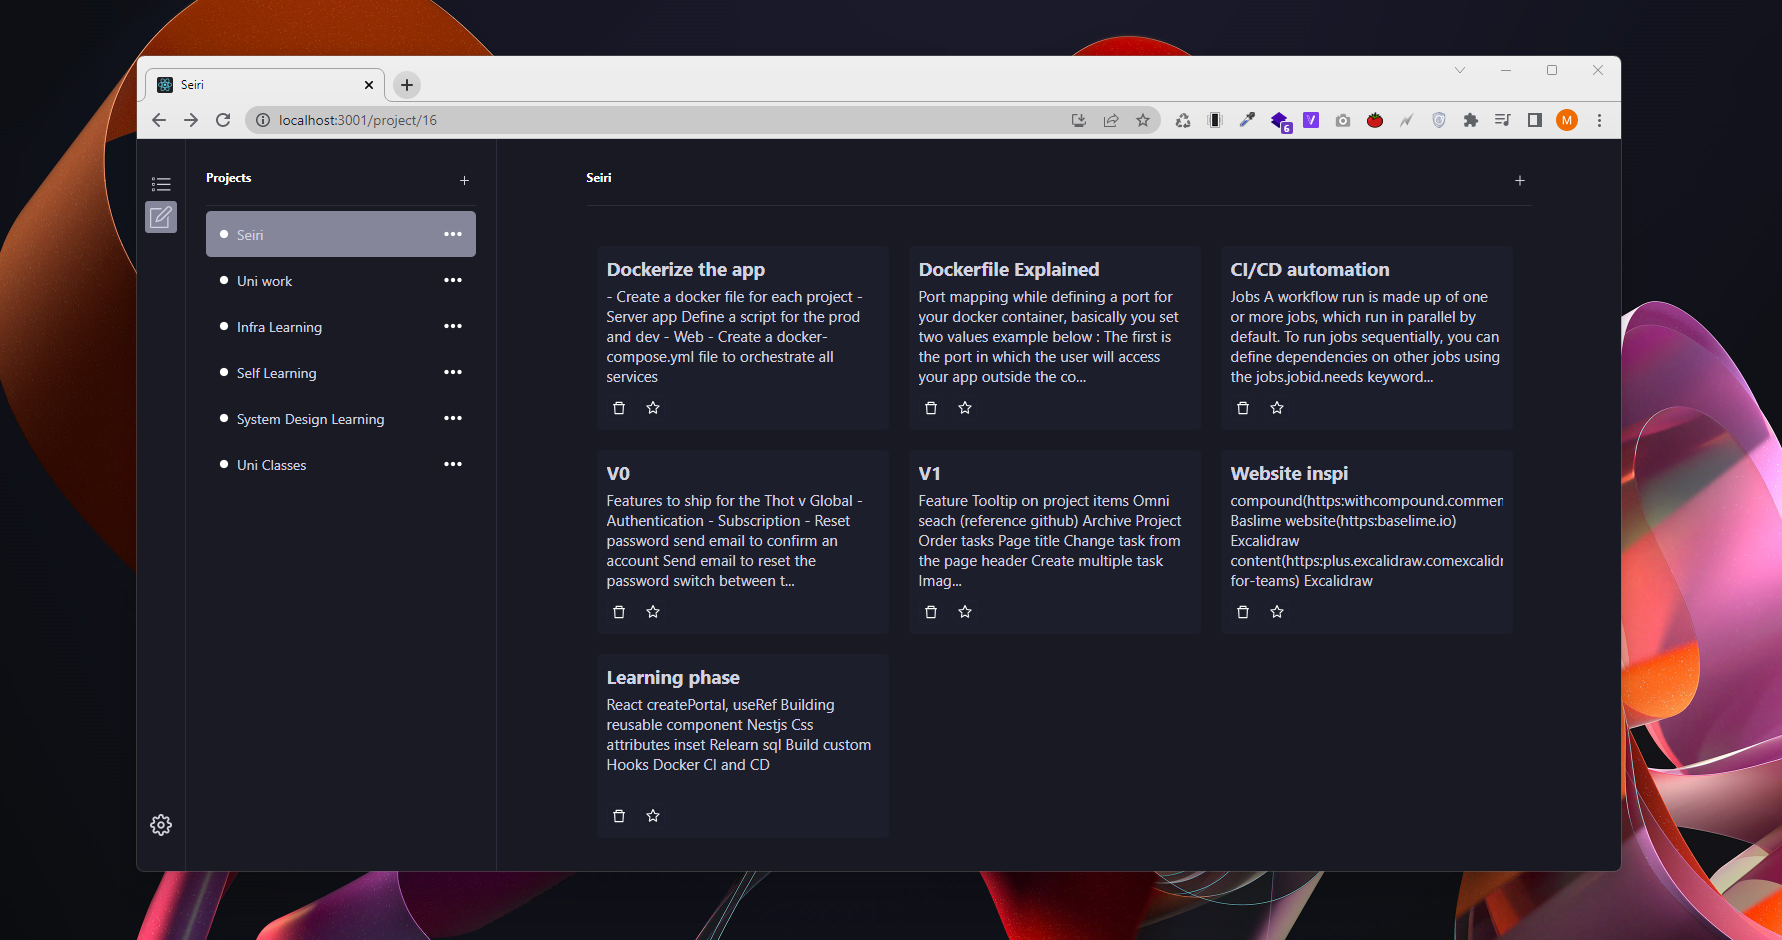 Seiri
localhost:3001/project/16
6
M
Projects
Seiri
Uni work
Infra Learning
Self Learning
System Design Learning
Uni Classes
Seiri
Dockerize the app
- Create a docker file for each project -
Server app Define a script for the prod
and dev - Web - Create a docker-
compose.yml file to orchestrate all
services
Dockerfile Explained
Port mapping while defining a port for
your docker container, basically you set
two values example below : The first is
the port in which the user will access
your app outside the co...
CI/CD automation
Jobs A workflow run is made up of one
or more jobs, which run in parallel by
default. To run jobs sequentially, you can
define dependencies on other jobs using
the jobs.jobid.needs keyword...
V0
Features to ship for the Thot v Global -
Authentication - Subscription - Reset
password send email to confirm an
account Send email to reset the
password switch between t...
V1
Feature Tooltip on project items Omni
seach (reference github) Archive Project
Order tasks Page title Change task from
the page header Create multiple task
Imag...
Website inspi
compound(https:withcompound.commen
Baslime website(https:baselime.io)
Excalidraw
content(https:plus.excalidraw.comexcalidr
for-teams) Excalidraw
Learning phase
React createPortal, useRef Building
reusable component Nestjs Css
attributes inset Relearn sql Build custom
Hooks Docker CI and CD